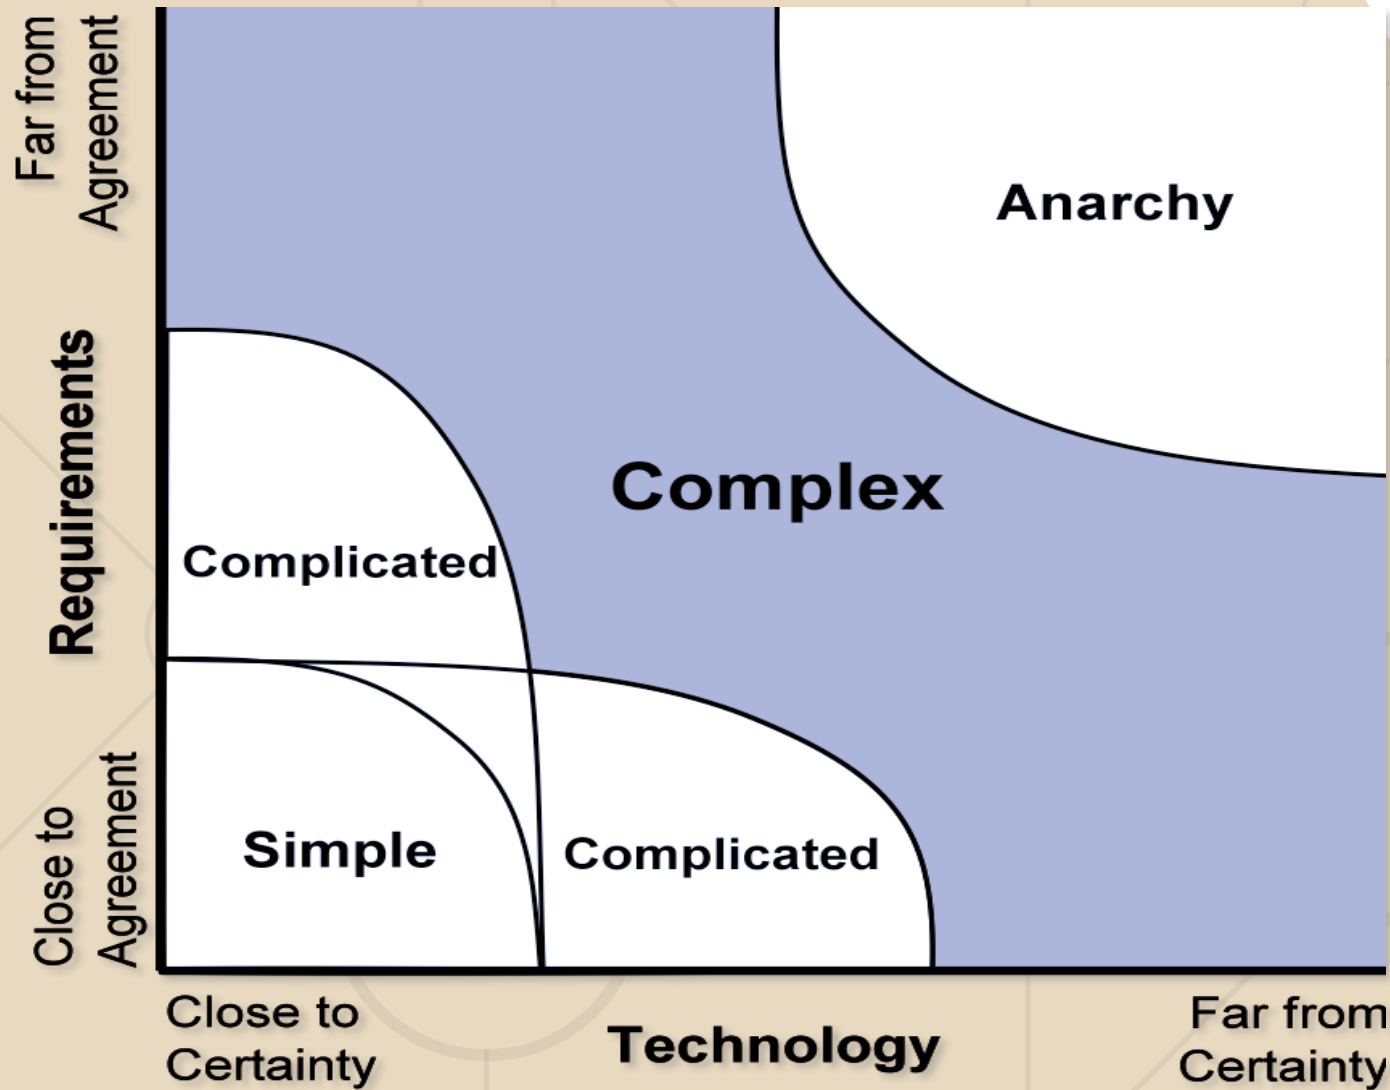 Far from
Agreement
Anarchy
Requirements
Complex
Complicated
Close to
Agreement
Simple
Complicated
Close to
Certainty
Technology
Far from
Certainty